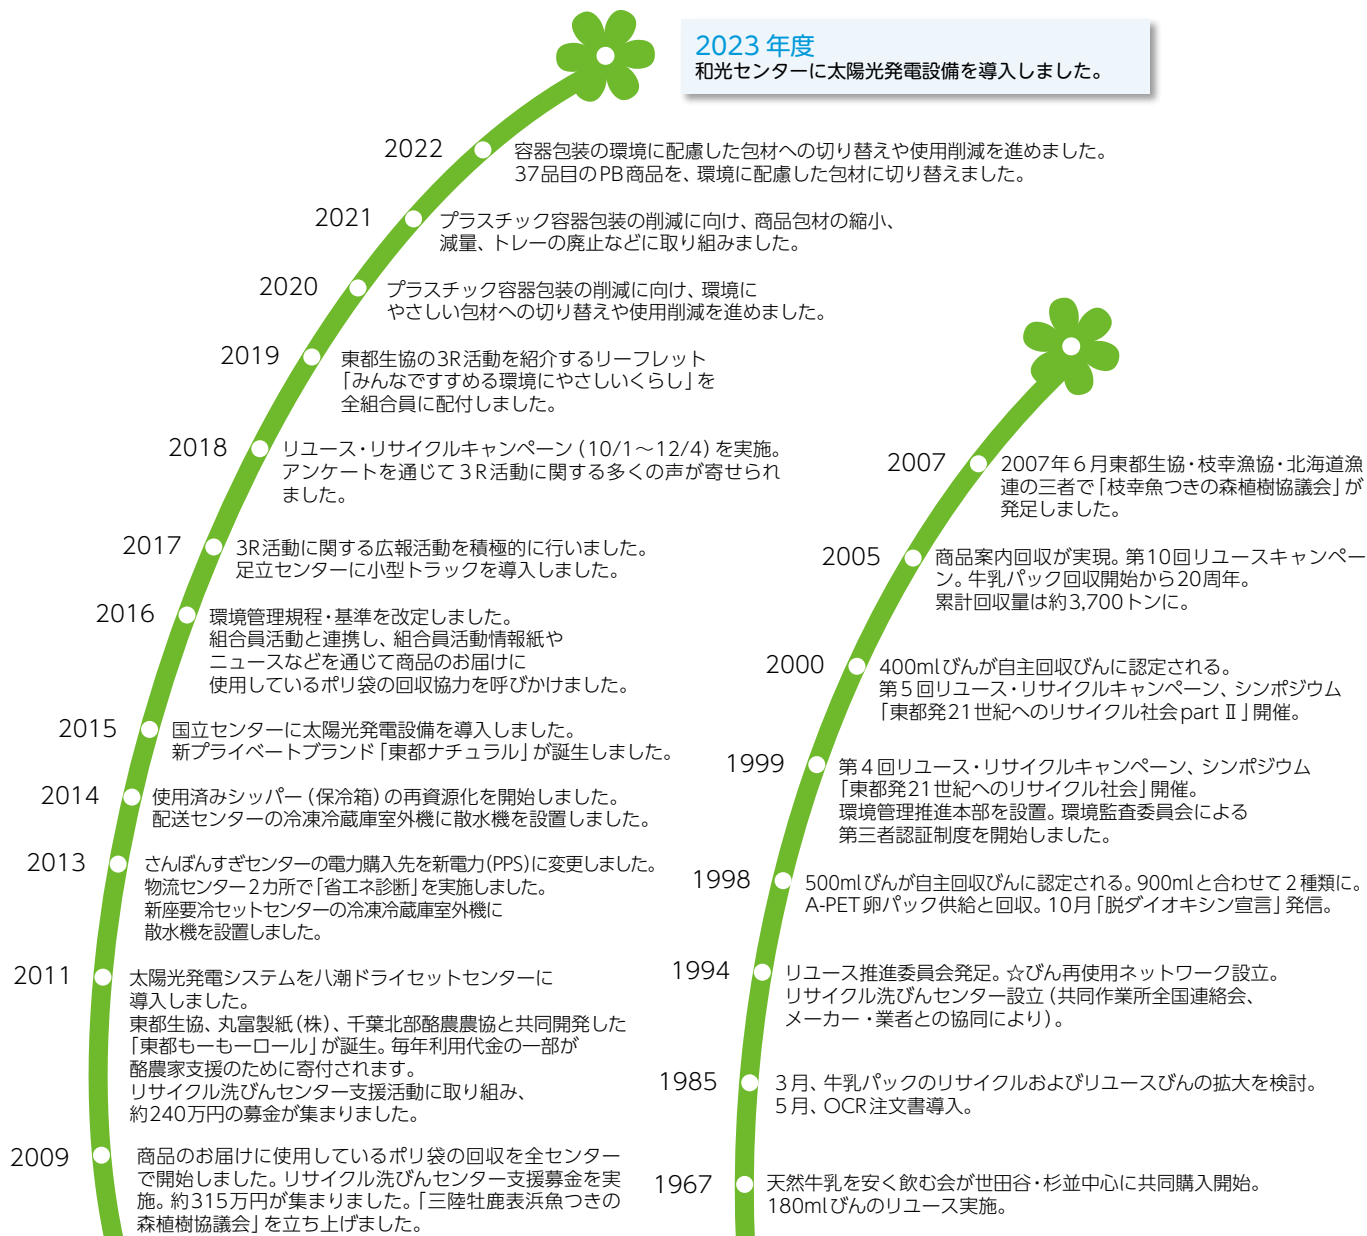 2023 年度
和光センターに太陽光発電設備を導入しました。
2022
容器包装の環境に配慮した包材への切り替えや使用削減を進めました。
37品目のPB商品を、環境に配慮した包材に切り替えました。
2021
プラスチック容器包装の削減に向け、商品包材の縮小、
減量、トレーの廃止などに取り組みました。
2020
プラスチック容器包装の削減に向け、環境に
やさしい包材への切り替えや使用削減を進めました。
2019
東都生協の3R活動を紹介するリーフレット
「みんなですすめる環境にやさしいくらし」を
全組合員に配付しました。
2018
リユース・リサイクルキャンペーン（10/1～12/4）を実施。
アンケートを通じて3R活動に関する多くの声が寄せられ
ました。
2017
3R活動に関する広報活動を積極的に行いました。
足立センターに小型トラックを導入しました。
2016
環境管理規程・基準を改定しました。
組合員活動と連携し、組合員活動情報紙や
ニュースなどを通じて商品のお届けに
使用しているポリ袋の回収協力を呼びかけました。
2015
国立センターに太陽光発電設備を導入しました。
新プライベートブランド「東都ナチュラル」が誕生しました。
2014
使用済みシッパー（保冷箱）の再資源化を開始しました。
配送センターの冷凍冷蔵庫室外機に散水機を設置しました。
2013
さんぼんすぎセンターの電力購入先を新電力（PPS）に変更しました。
物流センター2カ所で「省エネ診断」を実施しました。
新座要冷セットセンターの冷凍冷蔵庫室外機に
散水機を設置しました。
2011
太陽光発電システムを八潮ドライセットセンターに
導入しました。
東都生協、丸富製紙（株）、千葉北部酪農農協と共同開発した
「東都もーもーロール」が誕生。毎年利用代金の一部が
酪農家支援のために寄付されます。
リサイクル洗びんセンター支援活動に取り組み、
約240万円の募金が集まりました。
2009
商品のお届けに使用しているポリ袋の回収を全センター
で開始しました。リサイクル洗びんセンター支援募金を実
施。約315万円が集まりました。「三陸牡鹿表浜魚つきの
森植樹協議会」を立ち上げました。
2007
2007年6月東都生協・枝幸漁協・北海道漁
連の三者で「枝幸魚つきの森植樹協議会」が
発足しました。
2005
商品案内回収が実現。第10回リユースキャンペー
ン。牛乳パック回収開始から20周年。
累計回収量は約3,700トンに。
2000
400mlびんが自主回収びんに認定される。
第5回リユース・リサイクルキャンペーン、シンポジウム
「東都発21世紀へのリサイクル社会part Ⅱ」開催。
1999
第4回リユース・リサイクルキャンペーン、シンポジウム
「東都発21世紀へのリサイクル社会」開催。
環境管理推進本部を設置。環境監査委員会による
第三者認証制度を開始しました。
1998
500mlびんが自主回収びんに認定される。900mlと合わせて2種類に。
A-PET卵パック供給と回収。10月「脱ダイオキシン宣言」発信。
1994
リユース推進委員会発足。☆びん再使用ネットワーク設立。
リサイクル洗びんセンター設立（共同作業所全国連絡会、
メーカー・業者との協同により）。
1985
3月、牛乳パックのリサイクルおよびリユースびんの拡大を検討。
5月、OCR注文書導入。
1967
天然牛乳を安く飲む会が世田谷・杉並中心に共同購入開始。
180mlびんのリユース実施。